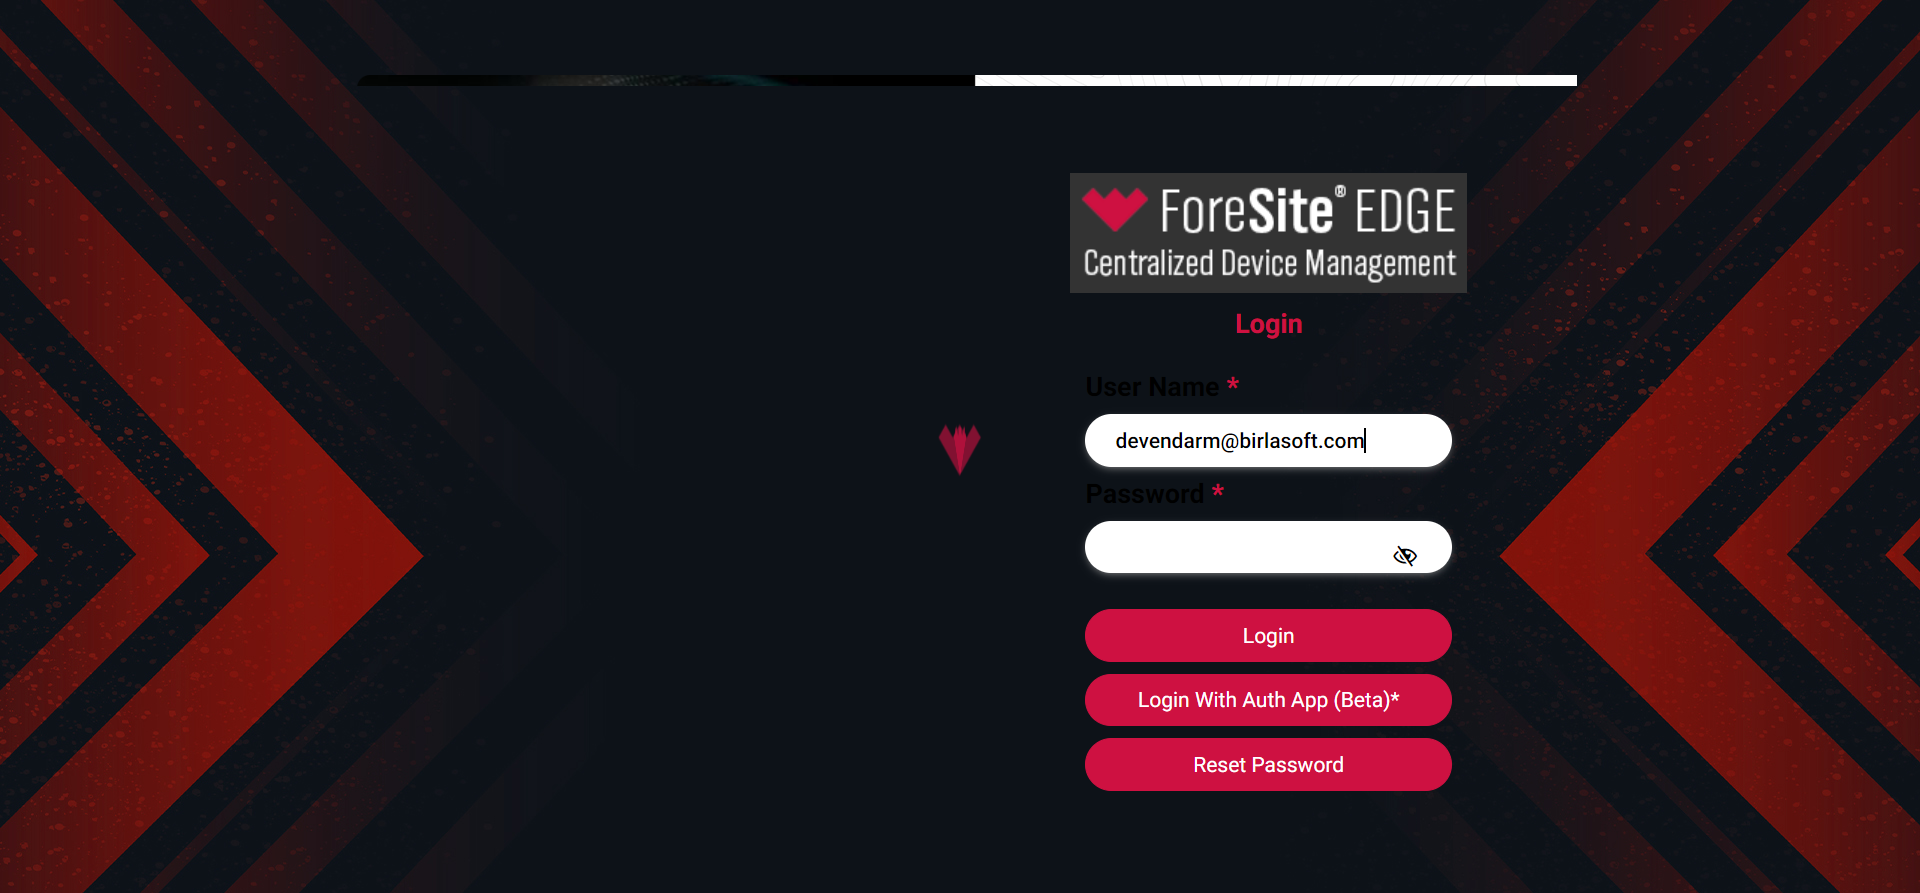 ForeSite® EDGE
Centralized Device Management
Login
User Name *
devendarm@birlasoft.com
Password *
Login
Login With Auth App (Beta)*
Reset Password